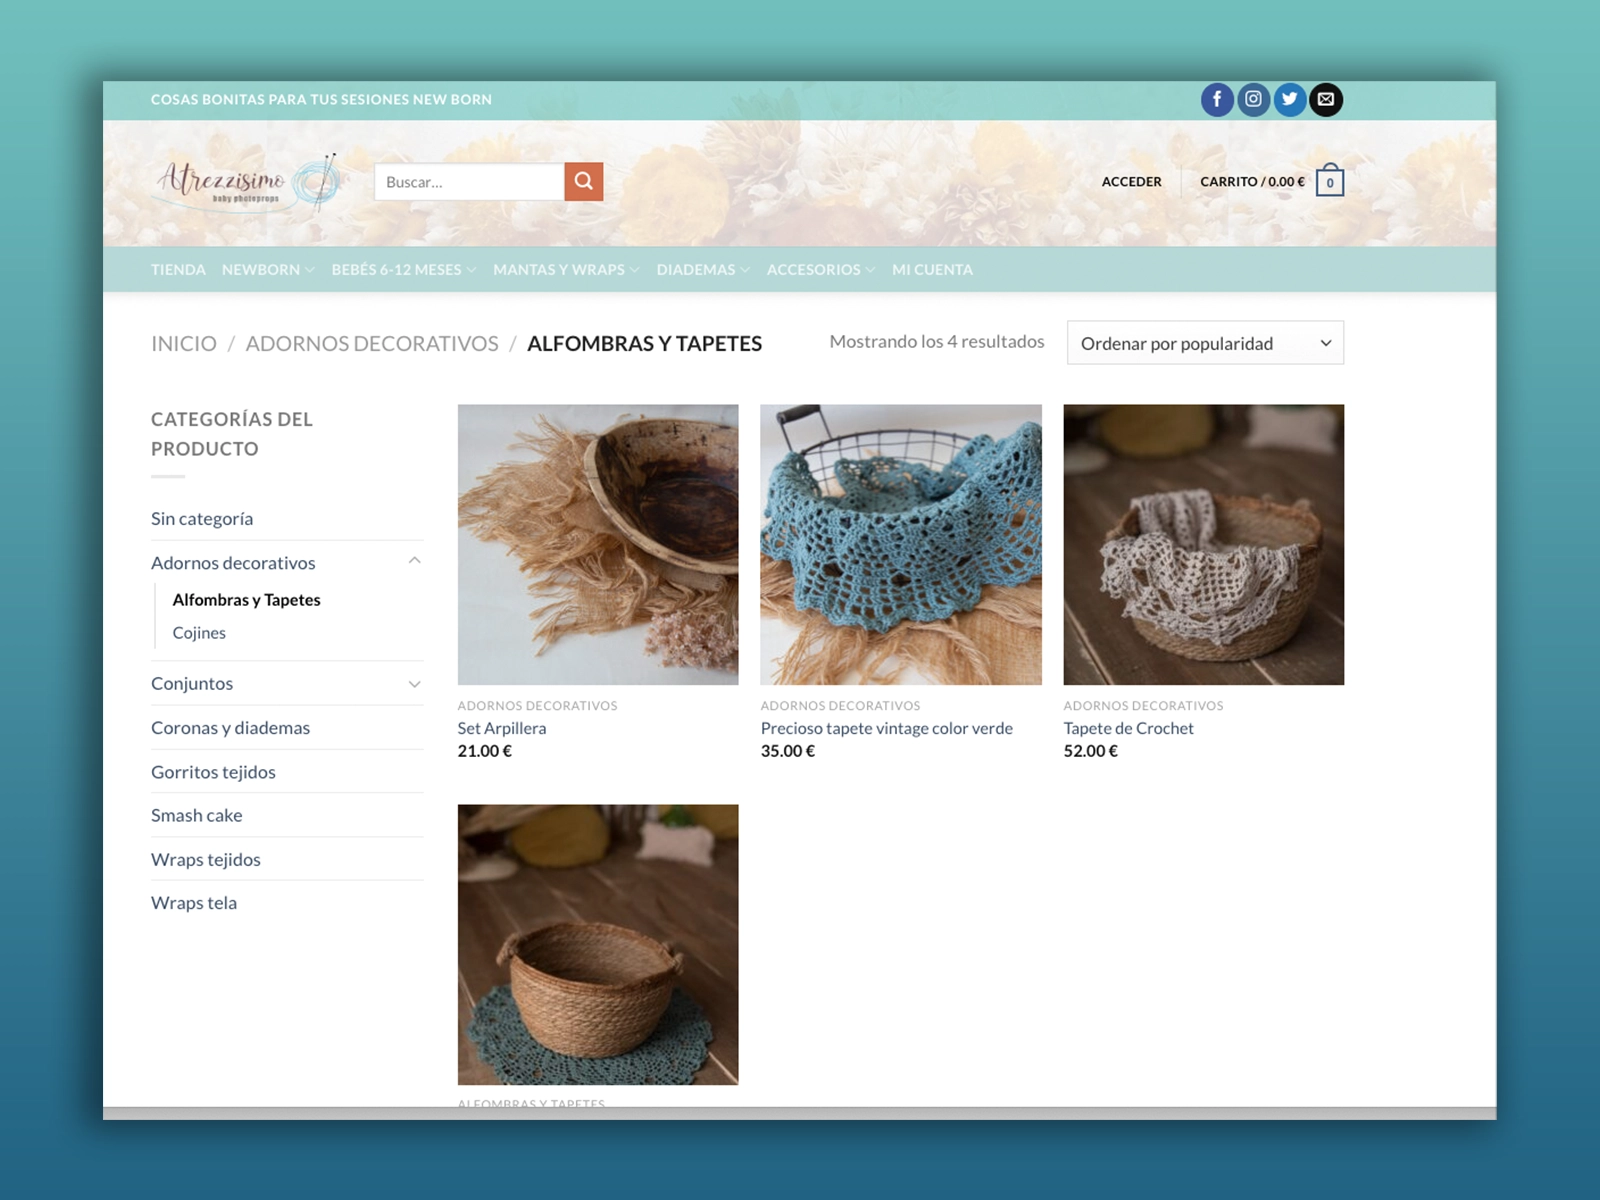 COSAS BONITAS PARA TUS SESIONES NEW BORN
Atrezzisimo
baby photoprops
Buscar...
ACCEDER
CARRITO / 0.00 €
0
TIENDA NEWBORN BEBÉS 6-12 MESES MANTAS Y WRAPS DIADEMAS ACCESORIOS MI CUENTA
INICIO / ADORNOS DECORATIVOS / ALFOMBRAS Y TAPETES
Mostrando los 4 resultados
Ordenar por popularidad
CATEGORÍAS DEL
PRODUCTO
Sin categoría
Adornos decorativos
Alfombras y Tapetes
Cojines
Conjuntos
Coronas y diademas
Gorritos tejidos
Smash cake
Wraps tejidos
Wraps tela
ADORNOS DECORATIVOS
Set Arpillera
21.00 €
ADORNOS DECORATIVOS
Precioso tapete vintage color verde
35.00 €
ADORNOS DECORATIVOS
Tapete de Crochet
52.00 €
ALFOMBRAS Y TAPETES